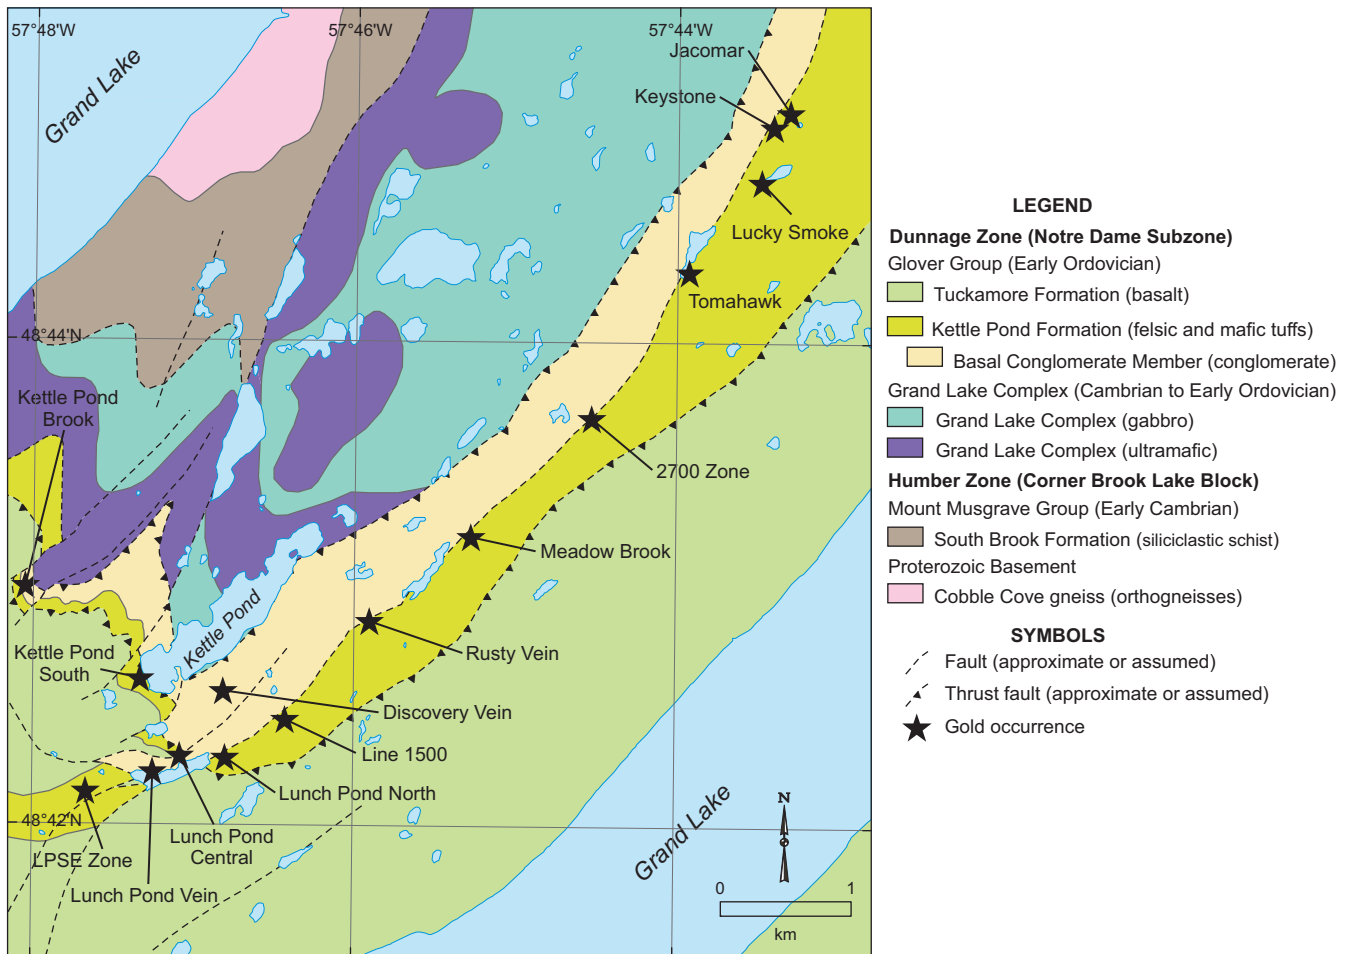 57°48'W
57°46'W
57°44'W
Jacomar
Grand Lake
Keystone
Lucky Smoke
Tomahawk
48°44'N
Kettle Pond
Brook
2700 Zone
Meadow Brook
Kettle Pond
Kettle Pond
South
Rusty Vein
Discovery Vein
Line 1500
Lunch Pond North
48°42'N
Lunch Pond
Central
LPSE Zone
Lunch Pond Vein
Grand Lake
N
0 1
km
LEGEND
Dunnage Zone (Notre Dame Subzone)
Glover Group (Early Ordovician)
Tuckamore Formation (basalt)
Kettle Pond Formation (felsic and mafic tuffs)
Basal Conglomerate Member (conglomerate)
Grand Lake Complex (Cambrian to Early Ordovician)
Grand Lake Complex (gabbro)
Grand Lake Complex (ultramafic)
Humber Zone (Corner Brook Lake Block)
Mount Musgrave Group (Early Cambrian)
South Brook Formation (siliciclastic schist)
Proterozoic Basement
Cobble Cove gneiss (orthogneisses)
SYMBOLS
Fault (approximate or assumed)
Thrust fault (approximate or assumed)
Gold occurrence